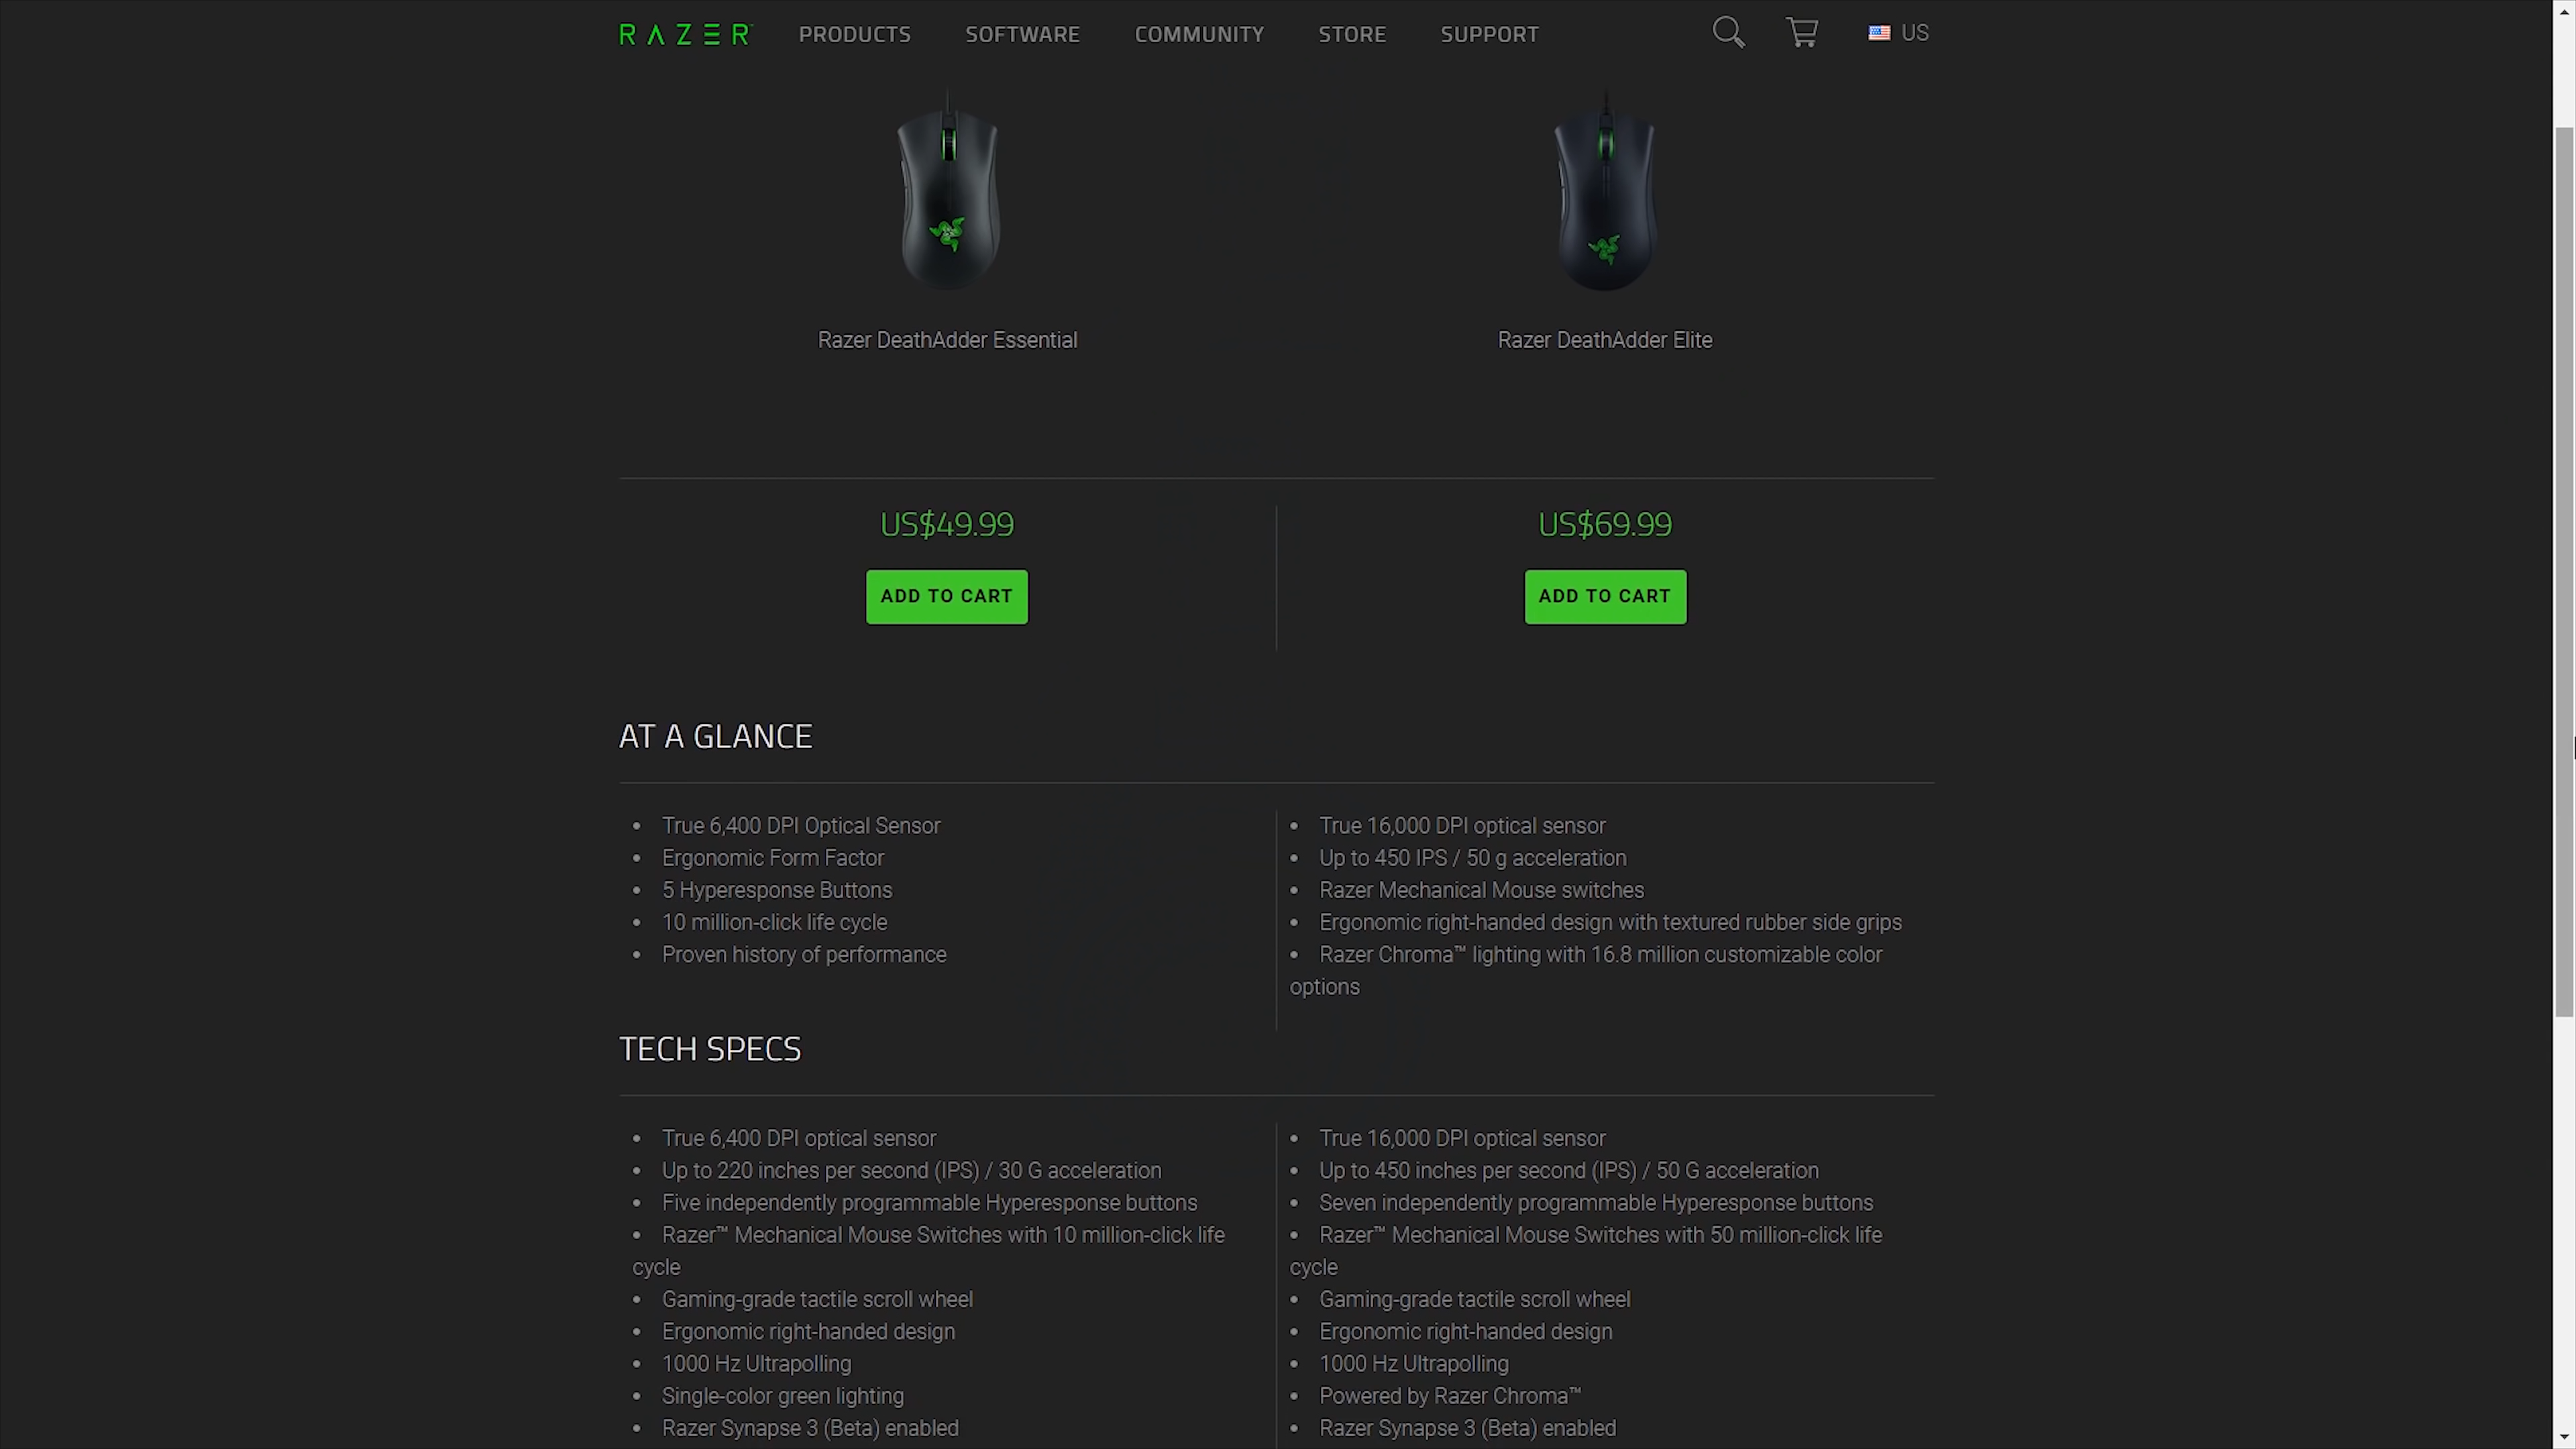 RAZER PRODUCTS SOFTWARE COMMUNITY STORE SUPPORT US
Razer DeathAdder Essential
Razer DeathAdder Elite
US$49.99
US$69.99
ADD TO CART
ADD TO CART
AT A GLANCE
• True 6,400 DPI Optical Sensor
• Ergonomic Form Factor
• 5 Hyperesponse Buttons
• 10 million-click life cycle
• Proven history of performance
• True 16,000 DPI optical sensor
• Up to 450 IPS / 50 g acceleration
• Razer Mechanical Mouse switches
• Ergonomic right-handed design with textured rubber side grips
• Razer Chroma™ lighting with 16.8 million customizable color
options
TECH SPECS
• True 6,400 DPI optical sensor
• Up to 220 inches per second (IPS) / 30 G acceleration
• Five independently programmable Hyperesponse buttons
• Razer™ Mechanical Mouse Switches with 10 million-click life
cycle
• Gaming-grade tactile scroll wheel
• Ergonomic right-handed design
• 1000 Hz Ultrapolling
• Single-color green lighting
• Razer Synapse 3 (Beta) enabled
• True 16,000 DPI optical sensor
• Up to 450 inches per second (IPS) / 50 G acceleration
• Seven independently programmable Hyperesponse buttons
• Razer™ Mechanical Mouse Switches with 50 million-click life
cycle
• Gaming-grade tactile scroll wheel
• Ergonomic right-handed design
• 1000 Hz Ultrapolling
• Powered by Razer Chroma™
• Razer Synapse 3 (Beta) enabled